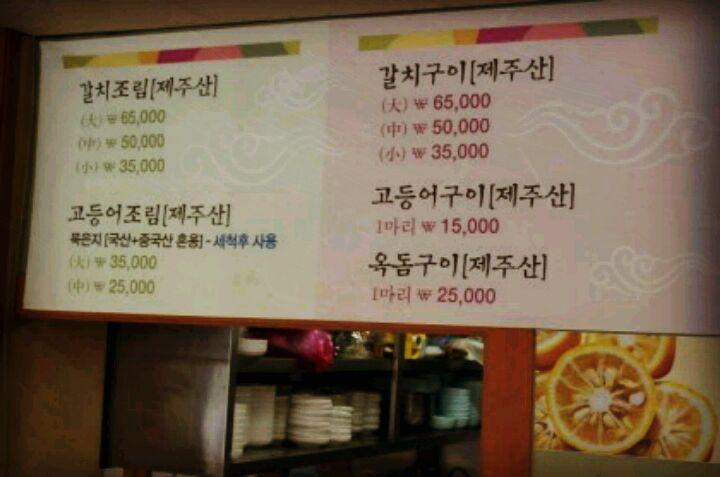 갈치조림[제주산]
(大) ₩ 65,000
(中) ₩ 50,000
(小) ₩ 35,000
고등어조림[제주산]
묵은지 [국산+중국산 혼용] - 세척후 사용
(大) ₩ 35,000
(中) ₩ 25,000
갈치구이[제주산]
(大) ₩ 65,000
(中) ₩ 50,000
(小) ₩ 35,000
고등어구이[제주산]
1마리 ₩ 15,000
옥돔구이[제주산]
1마리 ₩ 25,000